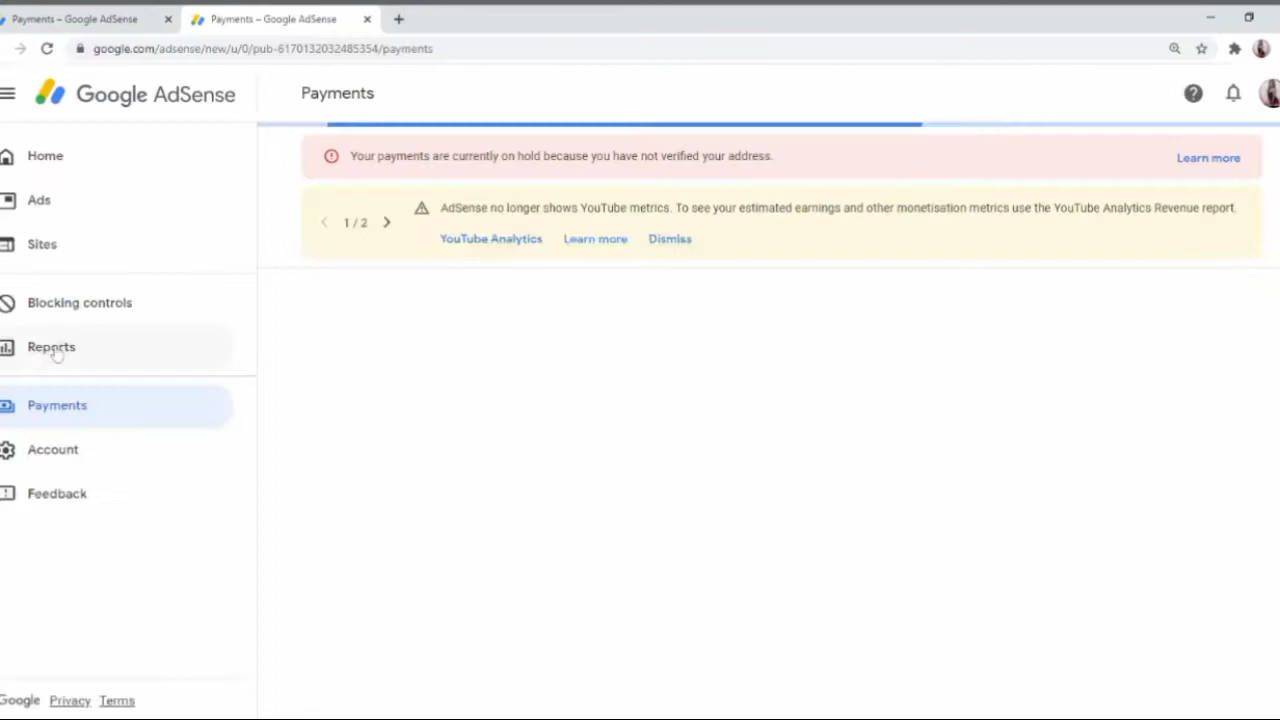 Payments – Google AdSense
Payments – Google AdSense
google.com/adsense/new/u/0/pub-6170132032485354/payments
Google AdSense
Payments
Home
Ads
Sites
Blocking controls
Reports
Payments
Account
Feedback
Your payments are currently on hold because you have not verified your address.
Learn more
1 / 2
AdSense no longer shows YouTube metrics. To see your estimated earnings and other monetisation metrics use the YouTube Analytics Revenue report.
YouTube Analytics Learn more Dismiss
Google Privacy Terms